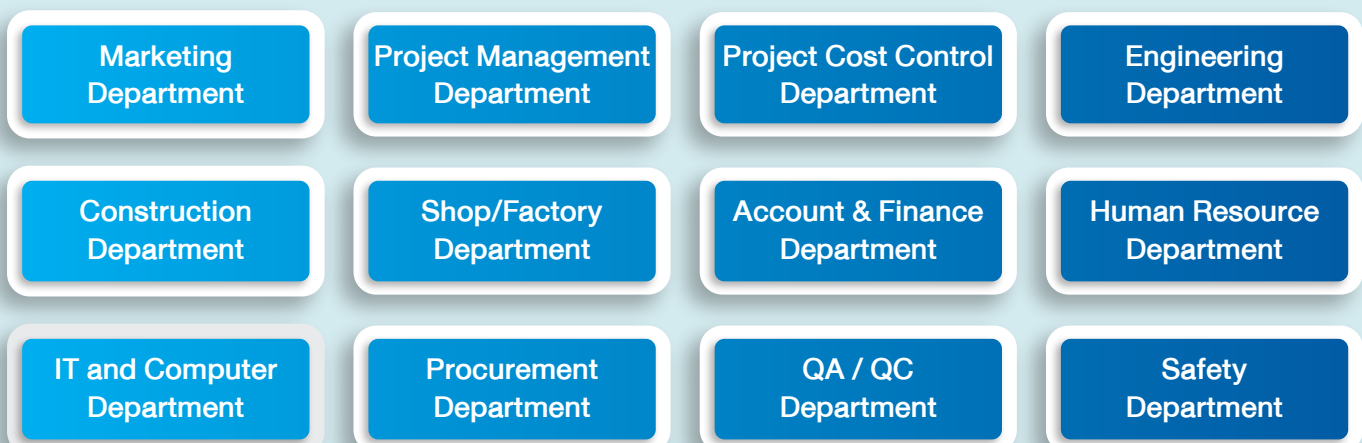 Marketing
Department
Project Management
Department
Project Cost Control
Department
Engineering
Department
Construction
Department
Shop/Factory
Department
Account & Finance
Department
Human Resource
Department
IT and Computer
Department
Procurement
Department
QA / QC
Department
Safety
Department